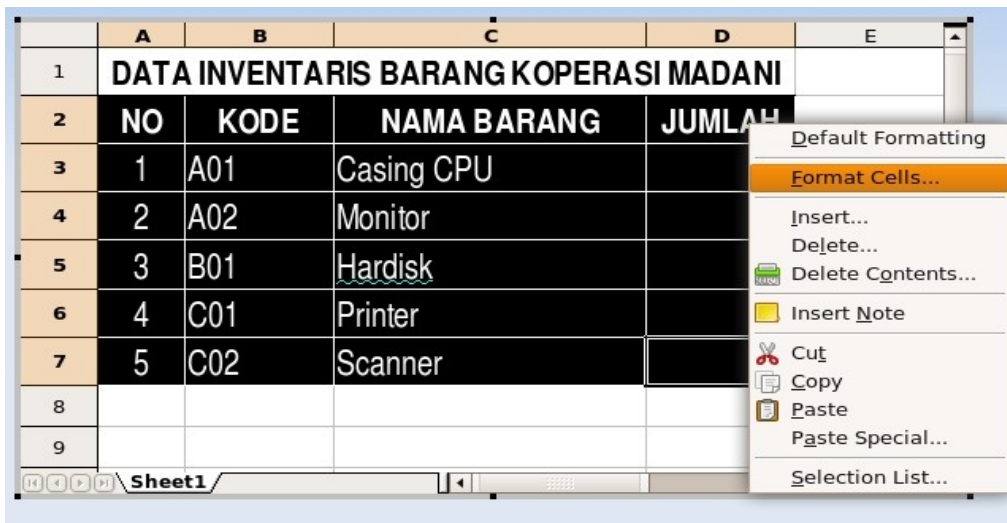 A B C D E
1 DATA INVENTARIS BARANG KOPERASI MADANI
2 NO KODE NAMA BARANG JUMLAH
3 1 A01 Casing CPU
4 2 A02 Monitor
5 3 B01 Hardisk
6 4 C01 Printer
7 5 C02 Scanner
8
9
Sheet1
Default Formatting
Format Cells...
Insert...
Delete...
Delete Contents...
Insert Note
Cut
Copy
Paste
Paste Special...
Selection List...